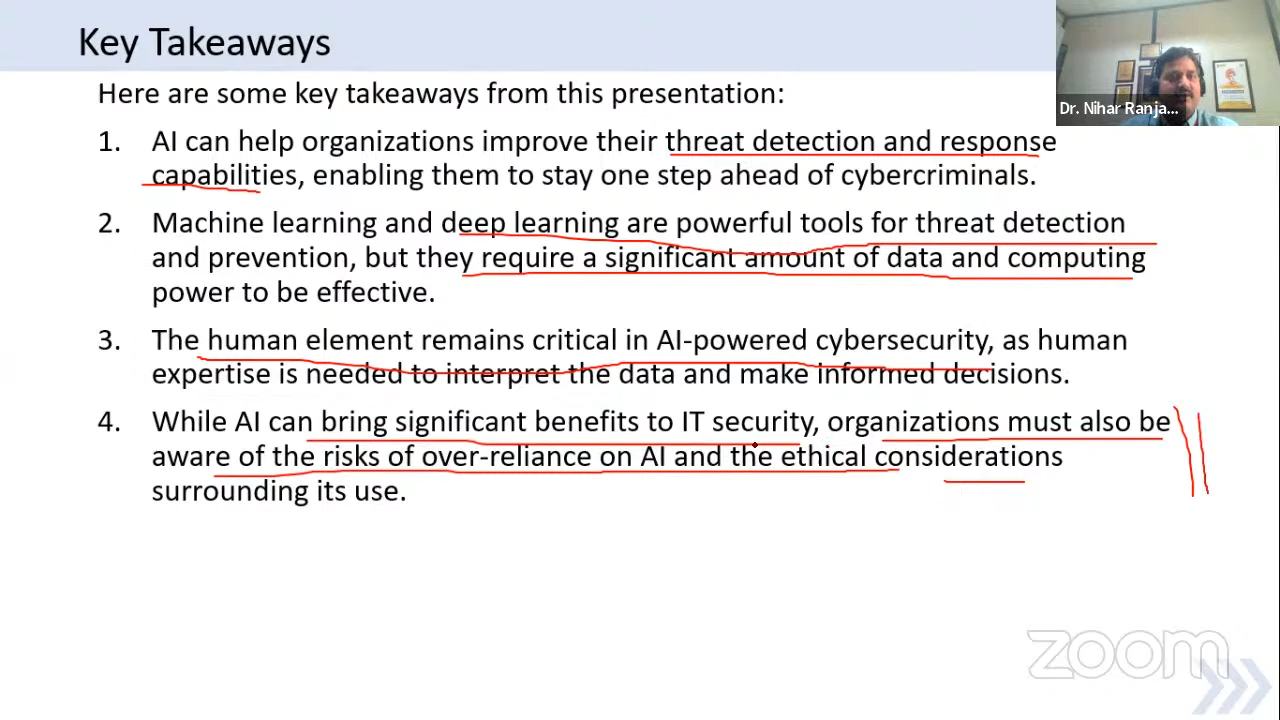 Key Takeaways
Dr. Nihar Ranja...
Here are some key takeaways from this presentation:
1. AI can help organizations improve their threat detection and response
capabilities, enabling them to stay one step ahead of cybercriminals.
2. Machine learning and deep learning are powerful tools for threat detection
and prevention, but they require a significant amount of data and computing
power to be effective.
3. The human element remains critical in AI-powered cybersecurity, as human
expertise is needed to interpret the data and make informed decisions.
4. While AI can bring significant benefits to IT security, organizations must also be
aware of the risks of over-reliance on AI and the ethical considerations
surrounding its use.
zoom